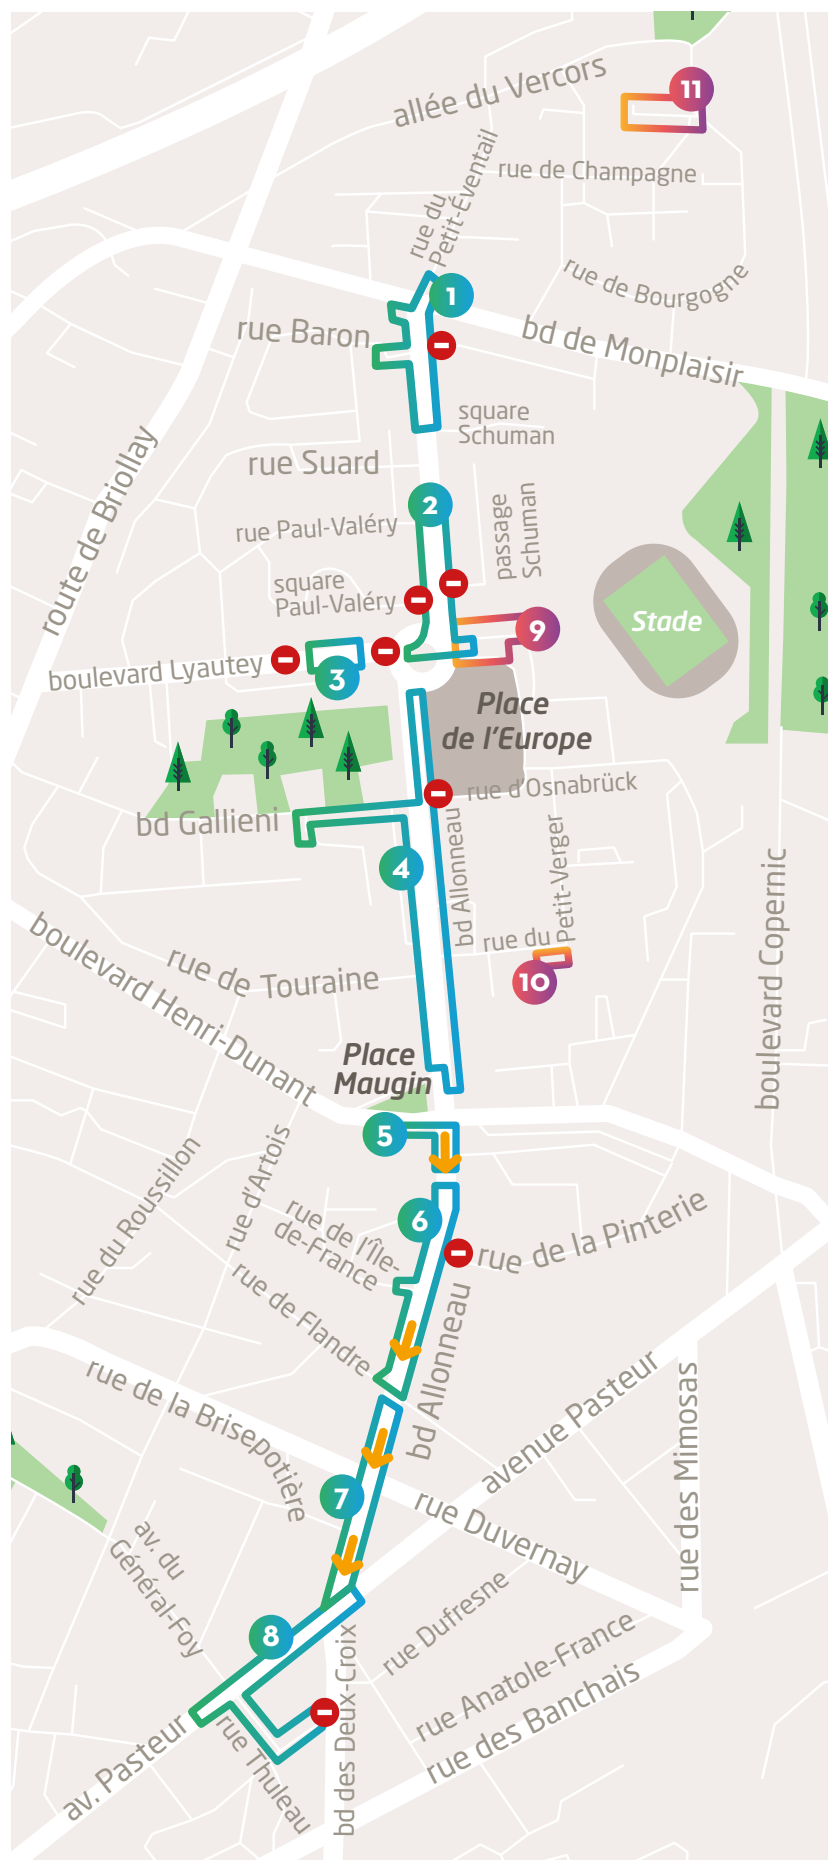 allée du Vercors
11
rue de Champagne
rue du
Petit-Éventail
rue de Bourgogne
1
rue Baron
bd de Monplaisir
square
Schuman
route de Briollay
rue Suard
2
rue Paul-Valéry
passage
Schuman
square
Paul-Valéry
9
Stade
boulevard Lyautey
3
Place
de l'Europe
rue d'Osnabrück
bd Gallieni
4
bd Allonneau
rue du
Petit-Verger
10
boulevard Copernic
boulevard Henri-Dunant
rue de Touraine
Place
Maugin
5
rue du Roussillon
rue d'Artois
6
rue de l'Île-
de-France
rue de la Pinterie
rue de Flandre
bd Allonneau
rue de la Brisepotière
avenue Pasteur
rue des Mimosas
7
rue Duvernay
av. du
Général-Foy
8
rue Dufresne
rue Anatole-France
rue des Banchais
bd des Deux-Croix
rue Thuleau
av. Pasteur